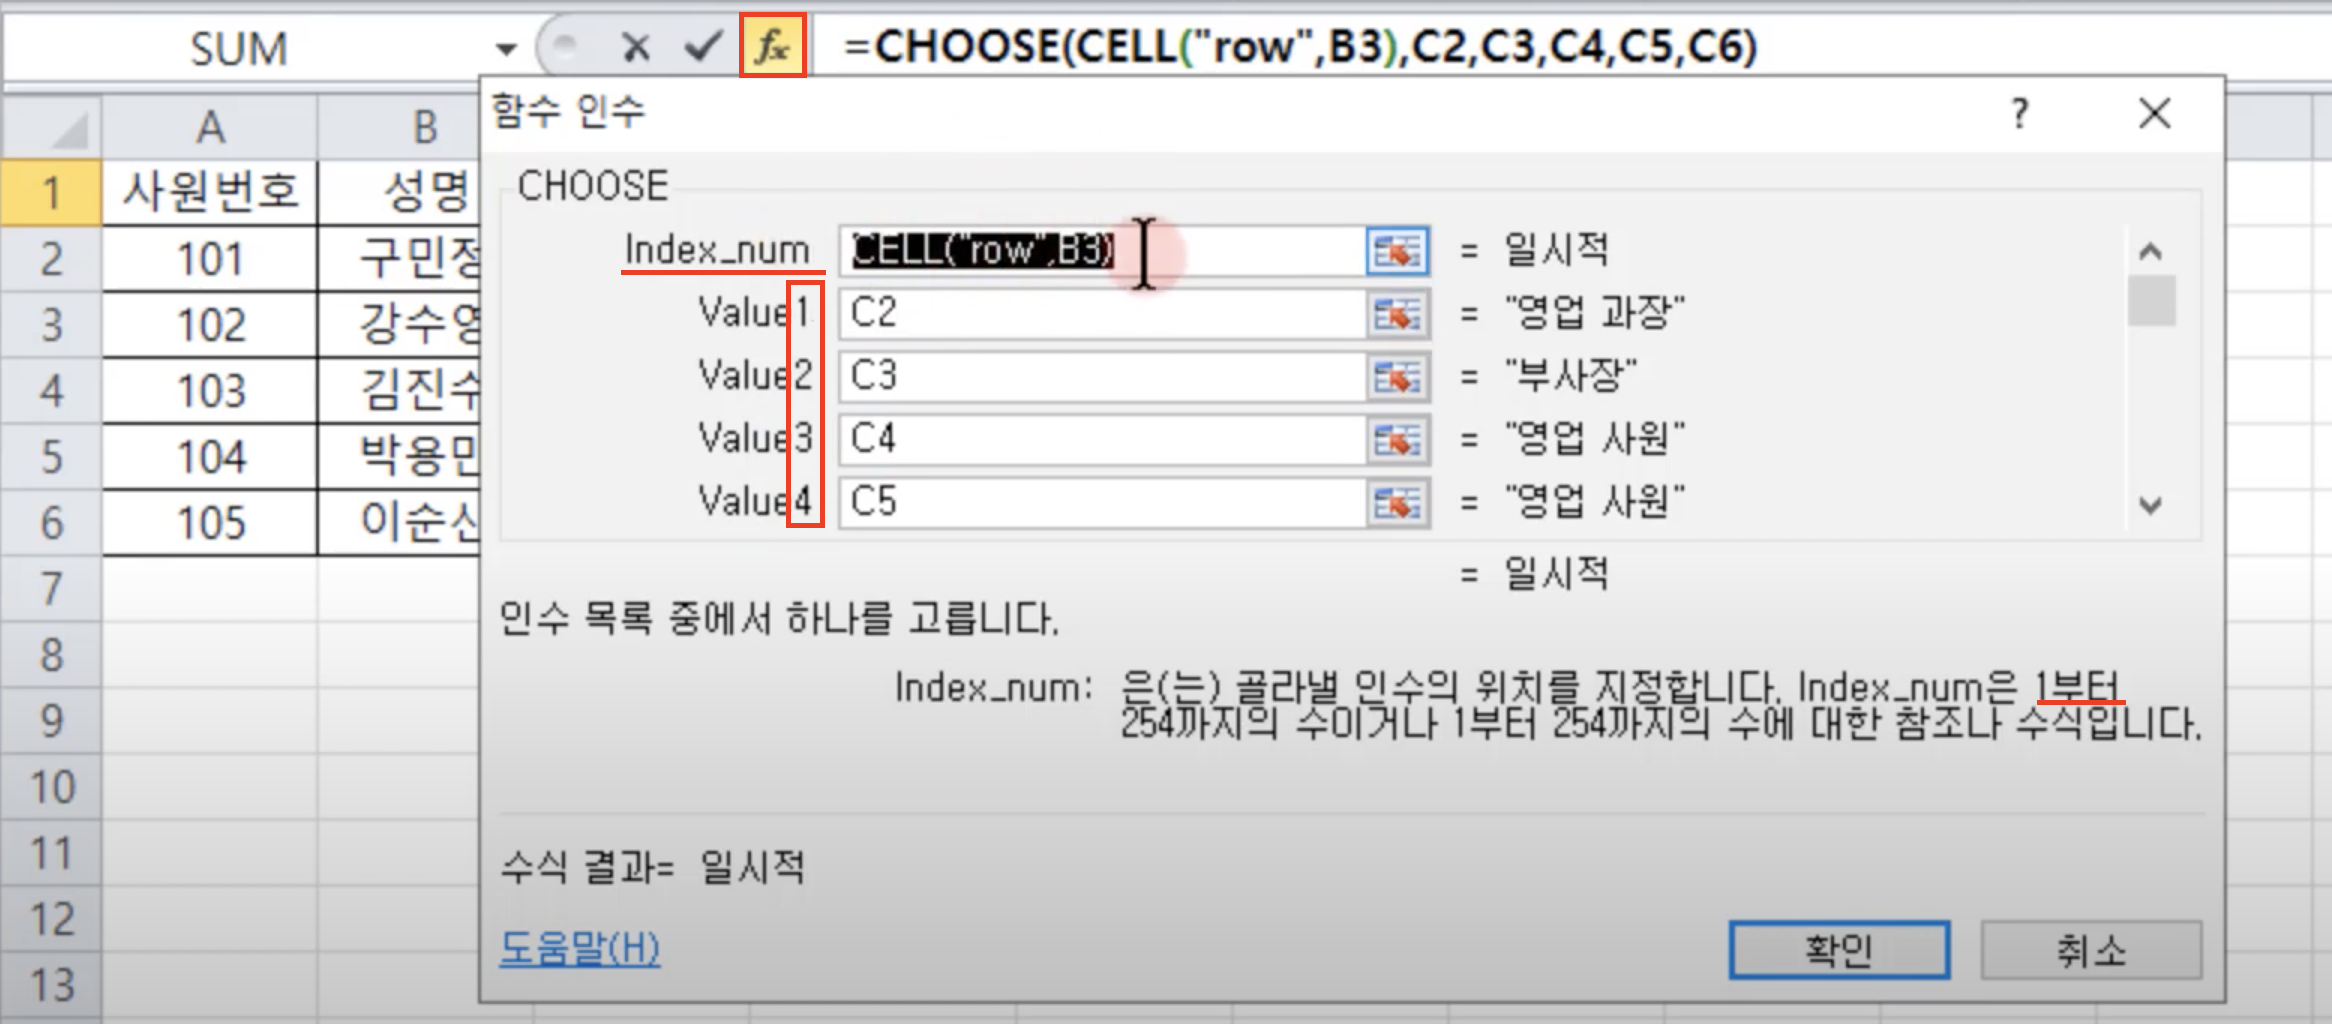 SUM fx =CHOOSE(CELL("row",B3),C2,C3,C4,C5,C6)
함수 인수 ?
A B
CHOOSE
1 사원번호 성명
Index_num CELL("row",B3) = 일시적
2 101 구민정
Value1 C2 = "영업 과장"
3 102 강수영
Value2 C3 = "부사장"
4 103 김진수
Value3 C4 = "영업 사원"
5 104 박용민
Value4 C5 = "영업 사원"
6 105 이순신
= 일시적
7
인수 목록 중에서 하나를 고릅니다.
8
Index_num: 은(는) 골라낼 인수의 위치를 지정합니다. Index_num은 1부터
254까지의 수이거나 1부터 254까지의 수에 대한 참조나 수식입니다.
9
10
11
수식 결과= 일시적
12
도움말(H) 확인 취소
13